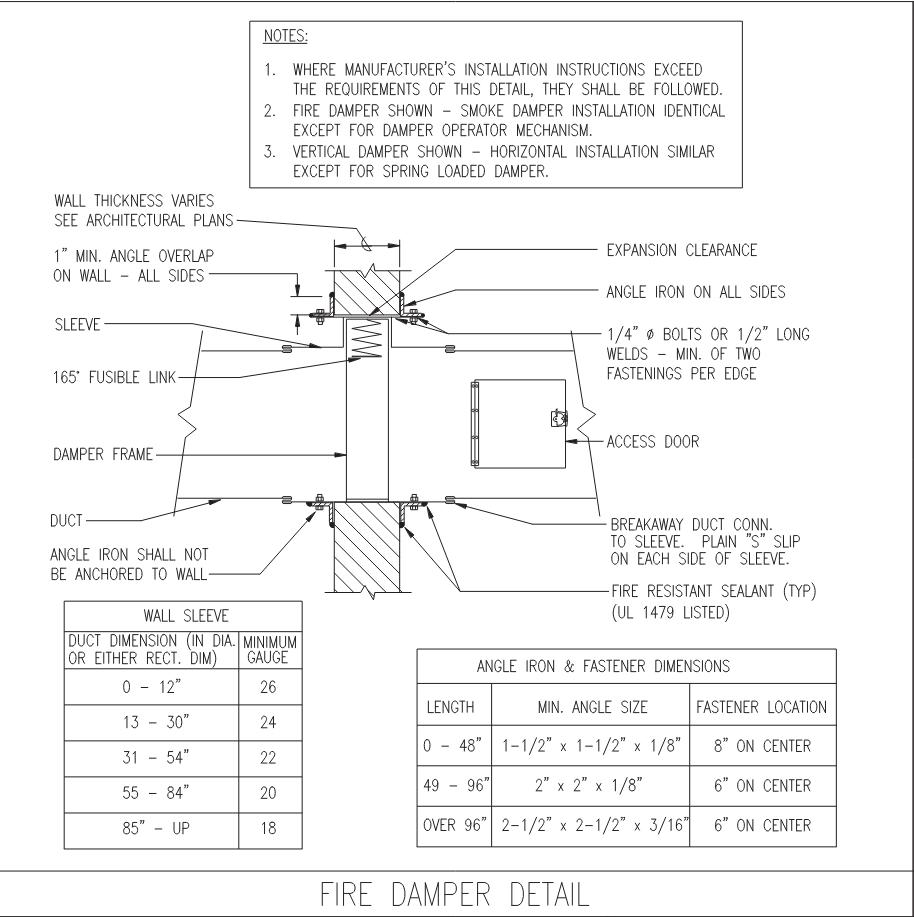 NOTES:
1. WHERE MANUFACTURER'S INSTALLATION INSTRUCTIONS EXCEED
THE REQUIREMENTS OF THIS DETAIL, THEY SHALL BE FOLLOWED.
2. FIRE DAMPER SHOWN – SMOKE DAMPER INSTALLATION IDENTICAL
EXCEPT FOR DAMPER OPERATOR MECHANISM.
3. VERTICAL DAMPER SHOWN – HORIZONTAL INSTALLATION SIMILAR
EXCEPT FOR SPRING LOADED DAMPER.
WALL THICKNESS VARIES
SEE ARCHITECTURAL PLANS
1" MIN. ANGLE OVERLAP
ON WALL – ALL SIDES
SLEEVE
165° FUSIBLE LINK
DAMPER FRAME
DUCT
ANGLE IRON SHALL NOT
BE ANCHORED TO WALL
EXPANSION CLEARANCE
ANGLE IRON ON ALL SIDES
1/4" ø BOLTS OR 1/2" LONG
WELDS – MIN. OF TWO
FASTENINGS PER EDGE
ACCESS DOOR
BREAKAWAY DUCT CONN.
TO SLEEVE. PLAIN "S" SLIP
ON EACH SIDE OF SLEEVE.
FIRE RESISTANT SEALANT (TYP)
(UL 1479 LISTED)
WALL SLEEVE
DUCT DIMENSION (IN DIA. MINIMUM
OR EITHER RECT. DIM) GAUGE
0 – 12" 26
13 – 30" 24
31 – 54" 22
55 – 84" 20
85" – UP 18
ANGLE IRON & FASTENER DIMENSIONS
LENGTH MIN. ANGLE SIZE FASTENER LOCATION
0 – 48" 1-1/2" x 1-1/2" x 1/8" 8" ON CENTER
49 – 96" 2" x 2" x 1/8" 6" ON CENTER
OVER 96" 2-1/2" x 2-1/2" x 3/16" 6" ON CENTER
FIRE DAMPER DETAIL